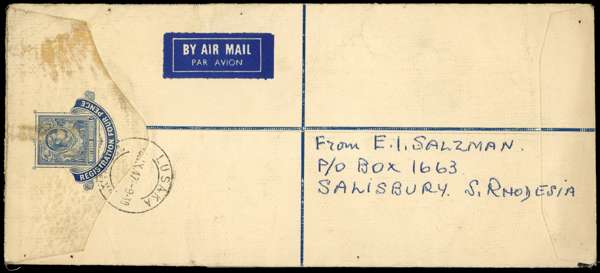 BY AIR MAIL
PAR AVION
REGISTRATION FOUR PENCE
LUSAKA
From E.I. SALZMAN.
P/O BOX 1663.
SALISBURY. S. RHODESIA